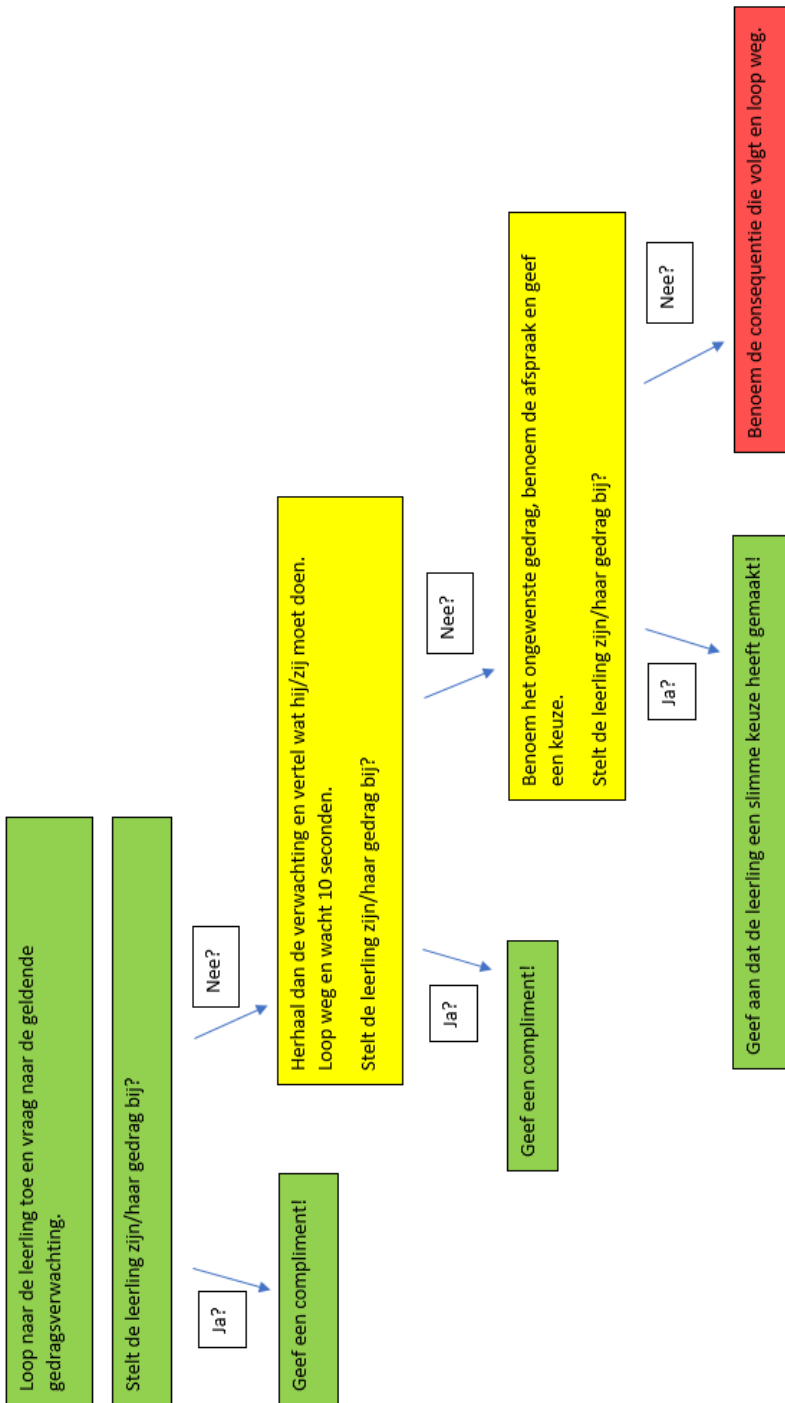 Loop naar de leerling toe en vraag naar de geldende
gedragsverwachting.
Stelt de leerling zijn/haar gedrag bij?
Ja?
Nee?
Geef een compliment!
Herhaal dan de verwachting en vertel wat hij/zij moet doen.
Loop weg en wacht 10 seconden.
Stelt de leerling zijn/haar gedrag bij?
Ja?
Nee?
Geef een compliment!
Benoem het ongewenste gedrag, benoem de afspraak en geef
een keuze.
Stelt de leerling zijn/haar gedrag bij?
Ja?
Nee?
Geef aan dat de leerling een slimme keuze heeft gemaakt!
Benoem de consequentie die volgt en loop weg.